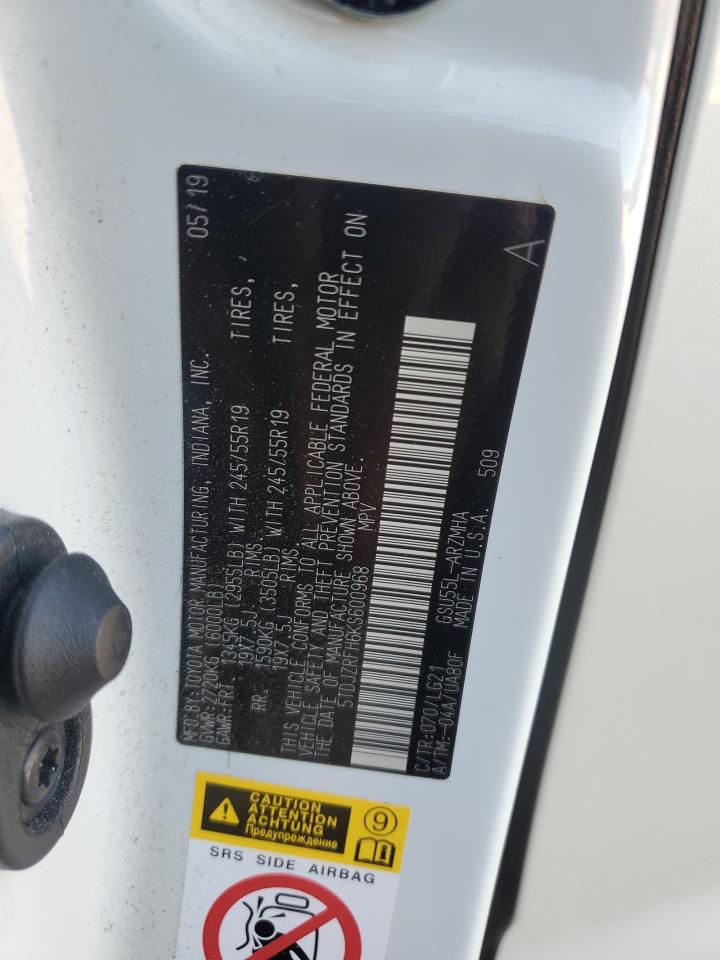 MFD.BY:TOYOTA MOTOR MANUFACTURING, INDIANA, INC. 05/19
GVWR:2720KG (6000LB)
GAWR:FRT 1345KG (2955LB) WITH 245/55R19 TIRES,
19X7.5J RIMS
RR 1590KG (3505LB) WITH 245/55R19 TIRES,
19X7.5J RIMS
THIS VEHICLE CONFORMS TO ALL APPLICABLE FEDERAL MOTOR
VEHICLE SAFETY AND THEFT PREVENTION STANDARDS IN EFFECT ON
THE DATE OF MANUFACTURE SHOWN ABOVE.
5TDJZRFH6KS600968 MPV
C/TR:070/LG21 GSU55L-ARZMHA 509
A/TM:-04A/UA80F MADE IN U.S.A. A
CAUTION
ATTENTION
ACHTUNG
Предупреждение
9
SRS SIDE AIRBAG